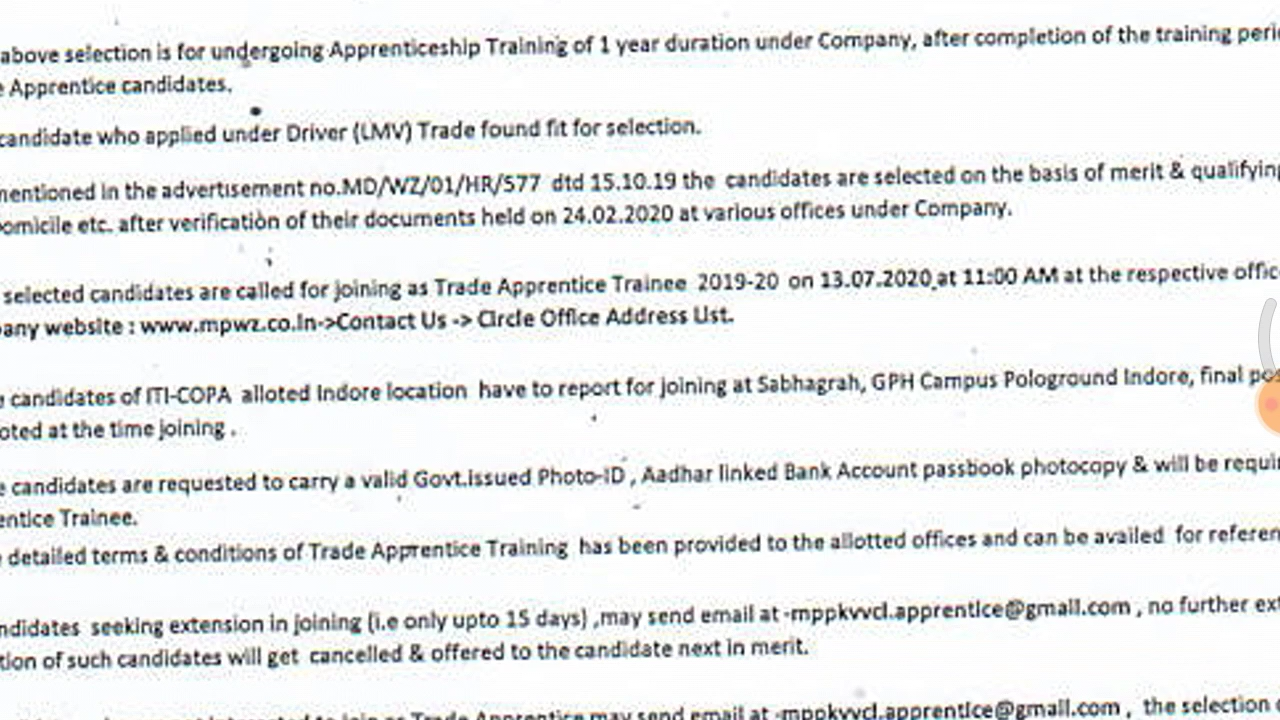 above selection is for undergoing Apprenticeship Training of 1 year duration under Company, after completion of the training peri
e Apprentice candidates.
candidate who applied under Driver (LMV) Trade found fit for selection.
mentioned in the advertisement no.MD/WZ/01/HR/577 dtd 15.10.19 the candidates are selected on the basis of merit & qualifying
omicile etc. after verification of their documents held on 24.02.2020 at various offices under Company.
selected candidates are called for joining as Trade Apprentice Trainee 2019-20 on 13.07.2020 at 11:00 AM at the respective offic
any website : www.mpwz.co.in->Contact Us -> Circle Office Address List.
candidates of ITI-COPA alloted Indore location have to report for joining at Sabhagrah, GPH Campus Pologround Indore, final pos
oted at the time joining .
e candidates are requested to carry a valid Govt.issued Photo-ID , Aadhar linked Bank Account passbook photocopy & will be requi
entice Trainee.
detailed terms & conditions of Trade Apprentice Training has been provided to the allotted offices and can be availed for referen
ndidates seeking extension in joining (i.e only upto 15 days) ,may send email at -mppkvvcl.apprentice@gmail.com , no further ext
tion of such candidates will get cancelled & offered to the candidate next in merit.
interested to join as Trade Apprentice may send email at -mppkvvcl.apprentice@gmail.com , the selection